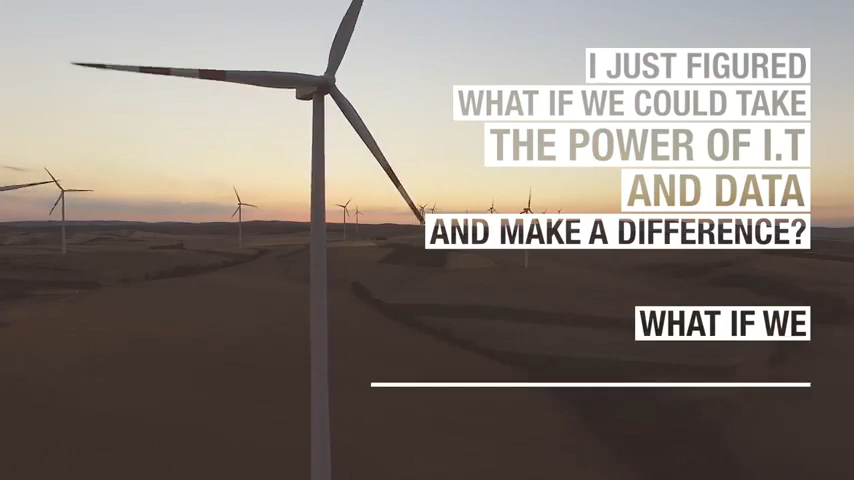 I JUST FIGURED
WHAT IF WE COULD TAKE
THE POWER OF I.T
AND DATA
AND MAKE A DIFFERENCE?
WHAT IF WE